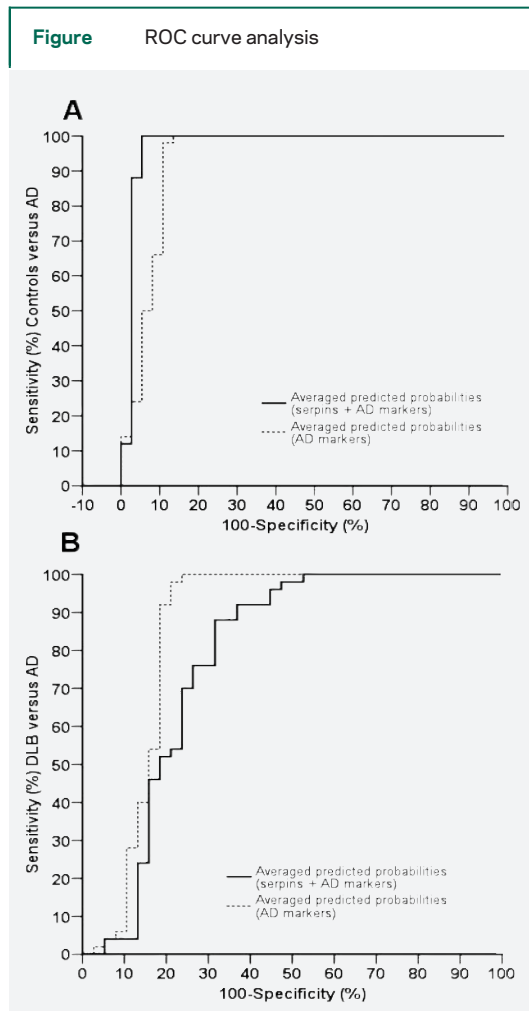 Figure ROC curve analysis
A
100
90
80
70
60
50
40
30
20
10
0
Sensitivity (%) Controls versus AD
Averaged predicted probabilities
(serpins + AD markers)
Averaged predicted probabilities
(AD markers)
-10 0 10 20 30 40 50 60 70 80 90 100
100-Specificity (%)
B
100
90
80
70
60
50
40
30
20
10
0
Sensitivity (%) DLB versus AD
Averaged predicted probabilities
(serpins + AD markers)
Averaged predicted probabilities
(AD markers)
0 10 20 30 40 50 60 70 80 90 100
100-Specificity (%)